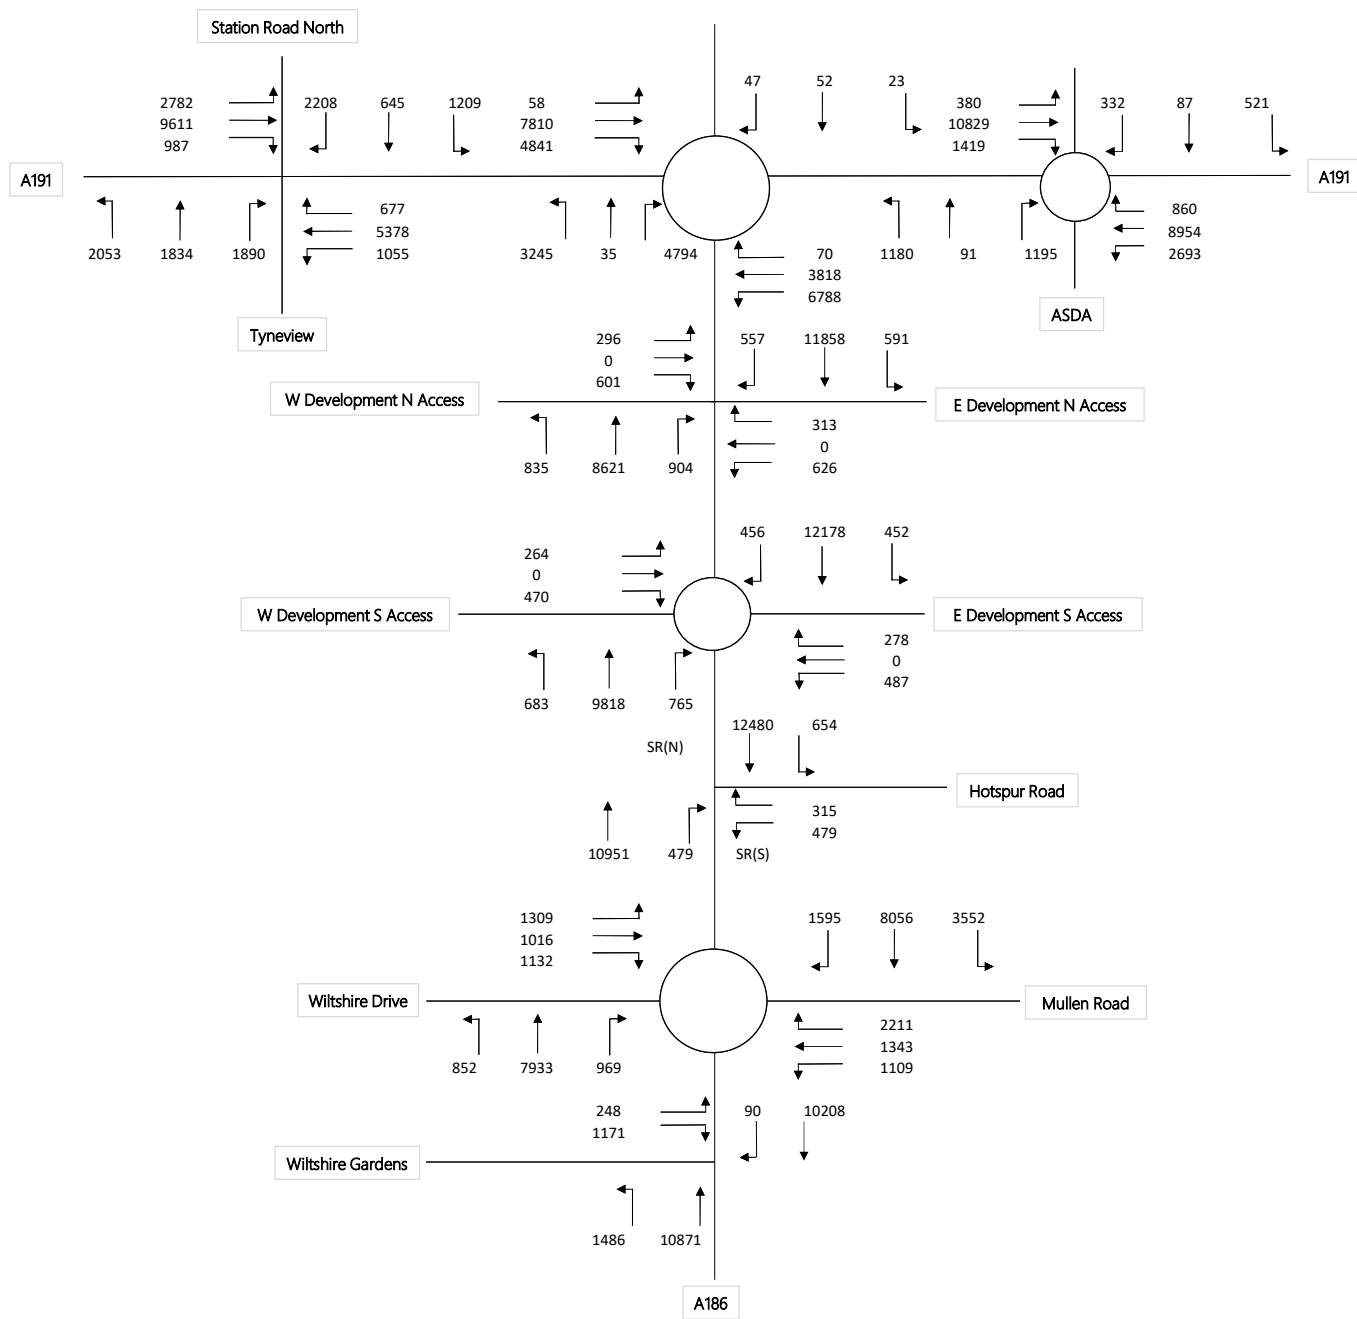 Station Road North
47 52 23
2782 2208 645 1209 58 380 332 87 521
9611 7810 10829
987 4841 1419
A191 A191
677 860
5378 8954
2053 1834 1890 1055 3245 35 4794 70 1180 91 1195 2693
3818
6788
Tyneview ASDA
296 557 11858 591
0
601
W Development N Access E Development N Access
313
0
835 8621 904 626
456 12178 452
264
0
470
W Development S Access E Development S Access
278
0
487
683 9818 765
12480 654
SR(N)
Hotspur Road
315
479
10951 479 SR(S)
1309 1595 8056 3552
1016
1132
Wiltshire Drive Mullen Road
2211
1343
852 7933 969 1109
248 90 10208
1171
Wiltshire Gardens
1486 10871
A186